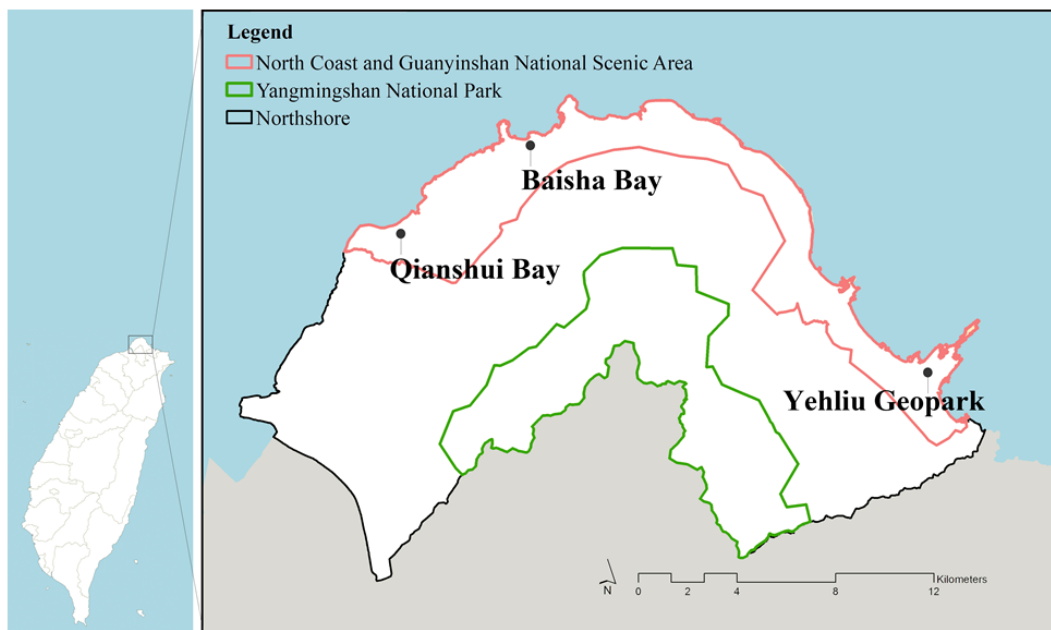 Legend
North Coast and Guanyinshan National Scenic Area
Yangmingshan National Park
Northshore
Baisha Bay
Qianshui Bay
Yehliu Geopark
N
Kilometers
0 2 4 8 12